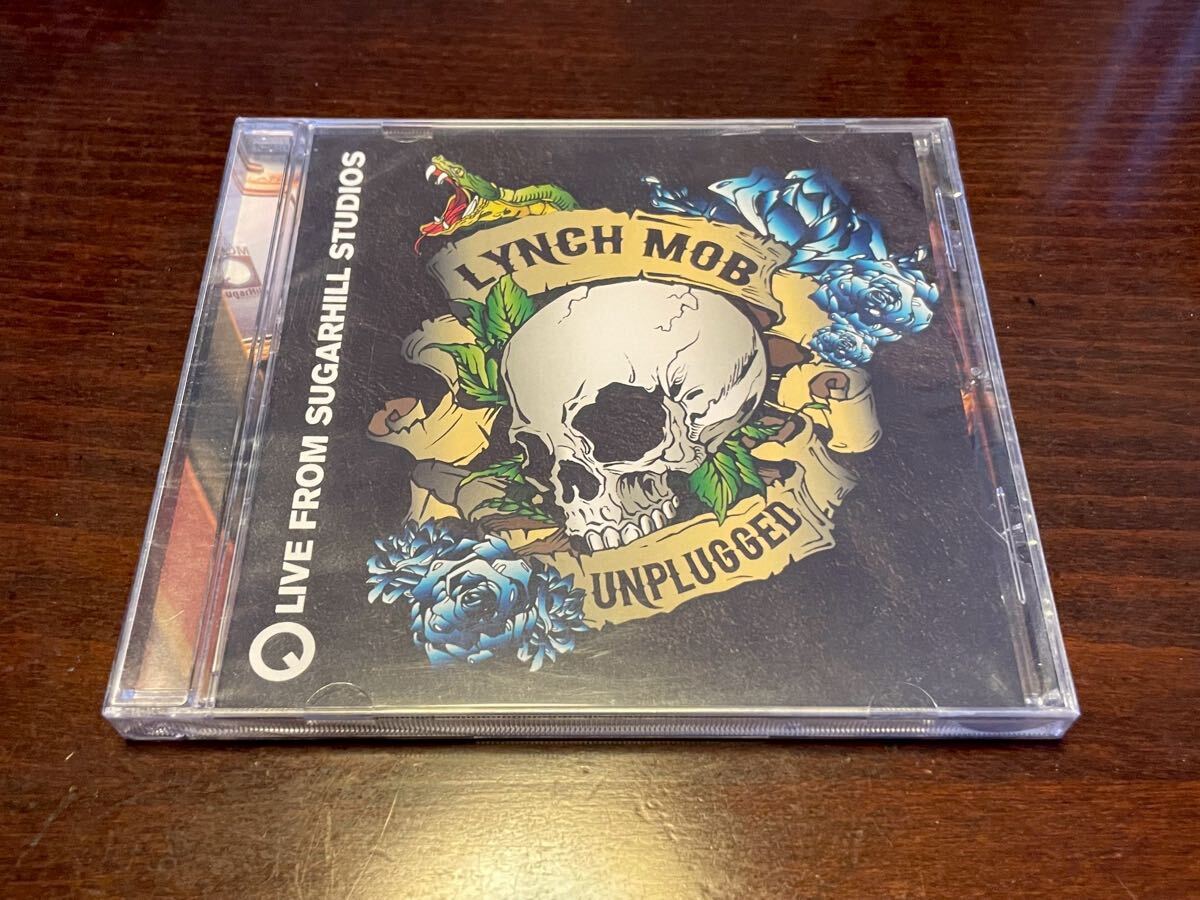 LIVE FROM SUGARHILL STUDIOS
LYNCH MOB
UNPLUGGED